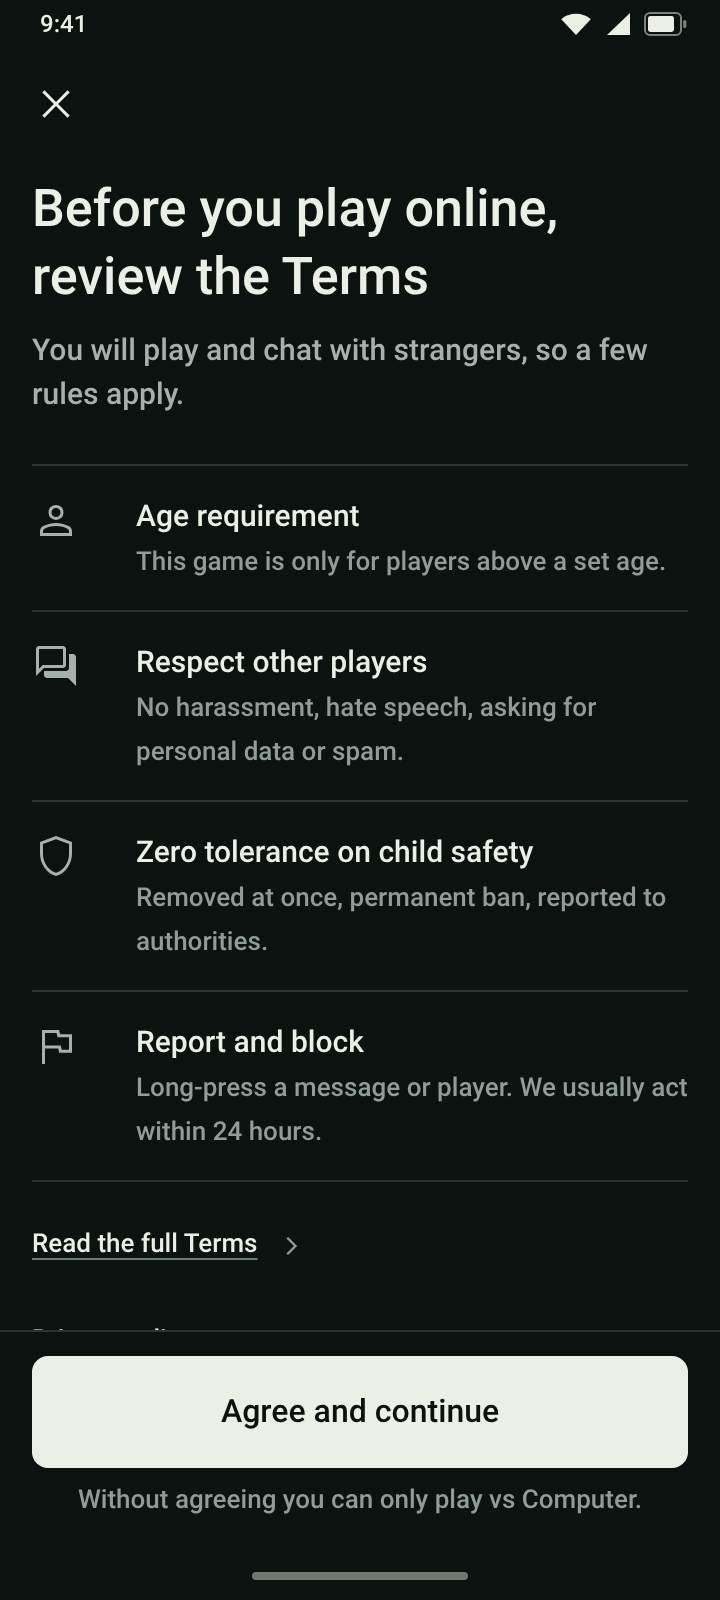 9:41
Before you play online,
review the Terms
You will play and chat with strangers, so a few
rules apply.
Age requirement
This game is only for players above a set age.
Respect other players
No harassment, hate speech, asking for
personal data or spam.
Zero tolerance on child safety
Removed at once, permanent ban, reported to
authorities.
Report and block
Long-press a message or player. We usually act
within 24 hours.
Read the full Terms
Agree and continue
Without agreeing you can only play vs Computer.